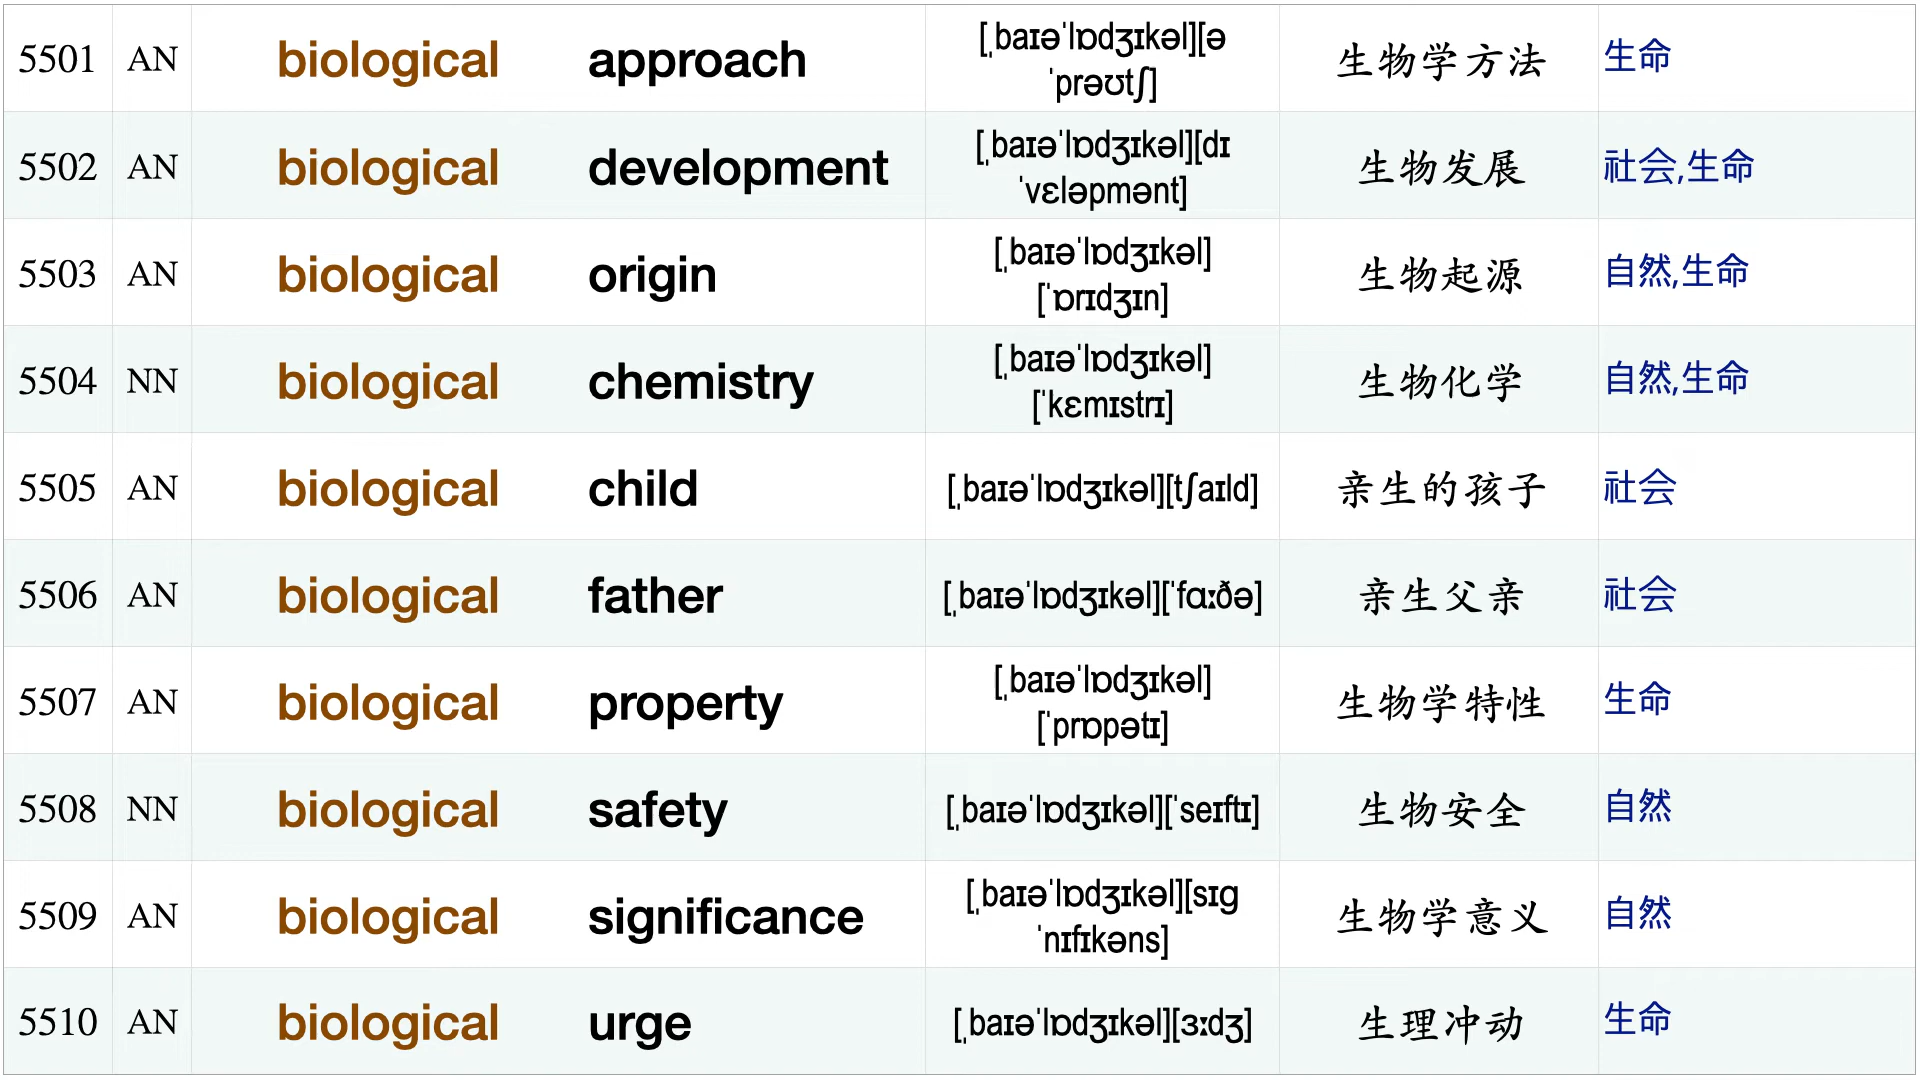 5501 AN biological approach [ˌbaɪəˈlɒdʒɪkəl][ə ˈprəʊtʃ] 生物学方法 生命
5502 AN biological development [ˌbaɪəˈlɒdʒɪkəl][dɪ ˈvɛləpmənt] 生物发展 社会,生命
5503 AN biological origin [ˌbaɪəˈlɒdʒɪkəl] [ˈɒrɪdʒɪn] 生物起源 自然,生命
5504 NN biological chemistry [ˌbaɪəˈlɒdʒɪkəl] [ˈkɛmɪstrɪ] 生物化学 自然,生命
5505 AN biological child [ˌbaɪəˈlɒdʒɪkəl][tʃaɪld] 亲生的孩子 社会
5506 AN biological father [ˌbaɪəˈlɒdʒɪkəl][ˈfɑːðə] 亲生父亲 社会
5507 AN biological property [ˌbaɪəˈlɒdʒɪkəl] [ˈprɒpətɪ] 生物学特性 生命
5508 NN biological safety [ˌbaɪəˈlɒdʒɪkəl][ˈseɪftɪ] 生物安全 自然
5509 AN biological significance [ˌbaɪəˈlɒdʒɪkəl][sɪɡ ˈnɪfɪkəns] 生物学意义 自然
5510 AN biological urge [ˌbaɪəˈlɒdʒɪkəl][ɜːdʒ] 生理冲动 生命